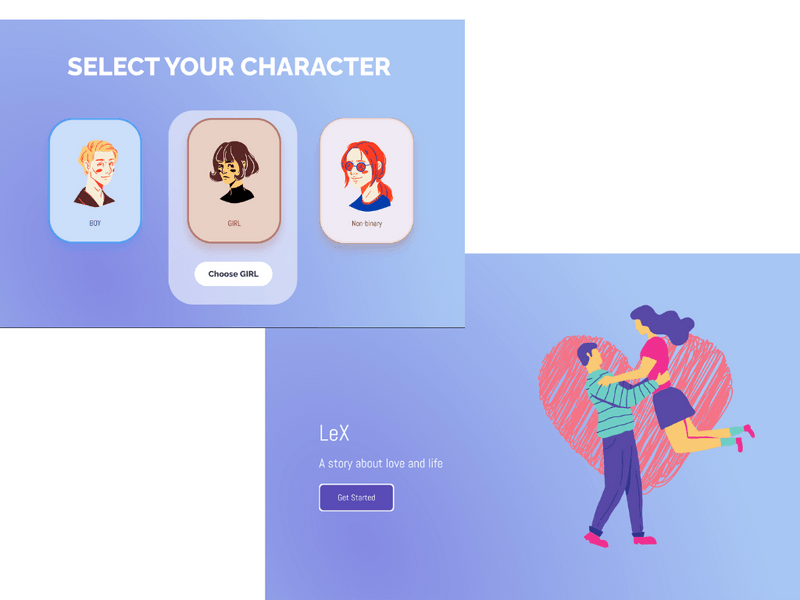 SELECT YOUR CHARACTER
BOY
GIRL
Non-binary
Choose GIRL
LeX
A story about love and life
Get Started